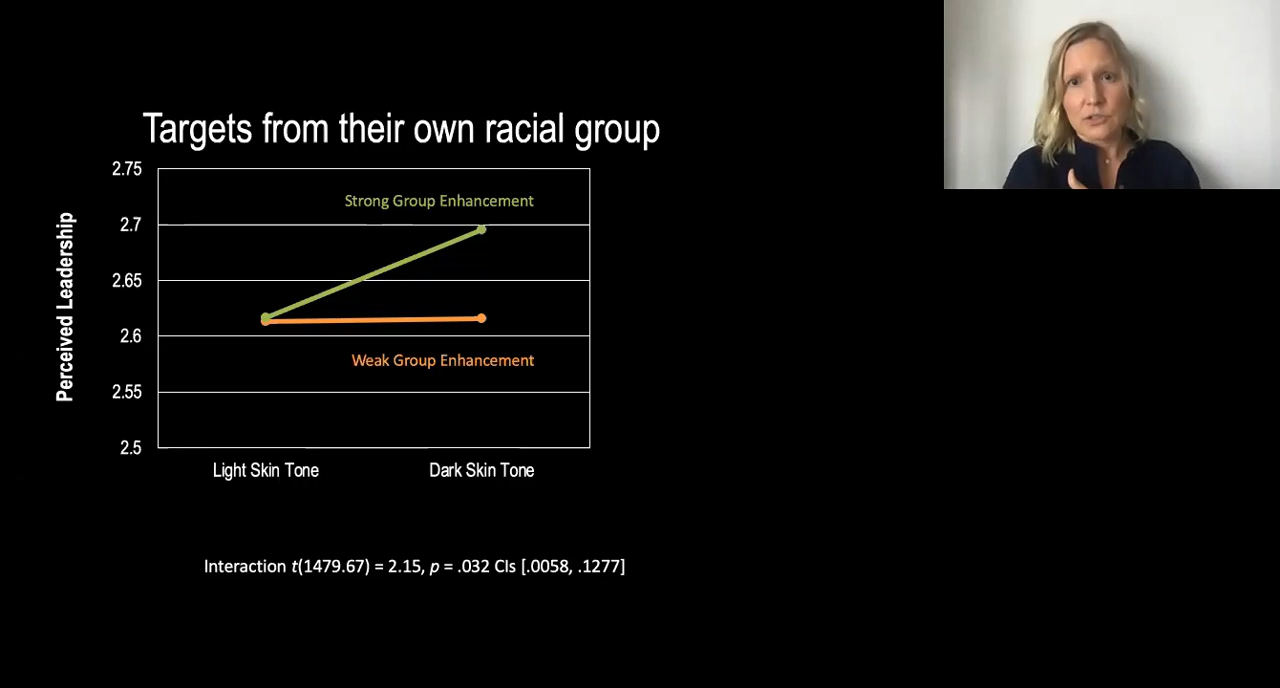 Targets from their own racial group
2.75
2.7
2.65
2.6
2.55
2.5
Perceived Leadership
Strong Group Enhancement
Weak Group Enhancement
Light Skin Tone
Dark Skin Tone
Interaction t(1479.67) = 2.15, p = .032 CIs [.0058, .1277]